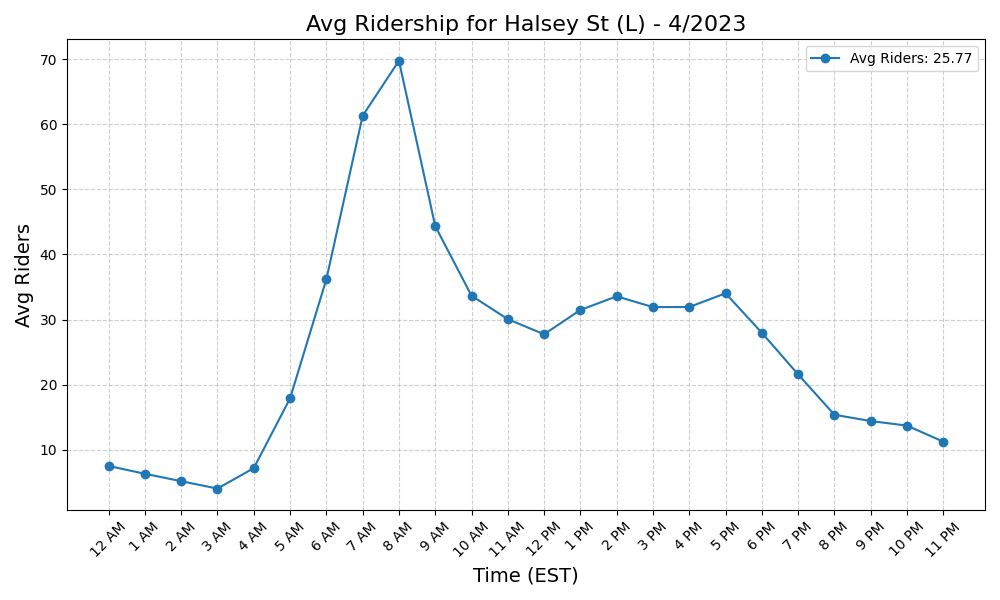 Avg Ridership for Halsey St (L) - 4/2023
Avg Riders: 25.77
Avg Riders
70
60
50
40
30
20
10
12 AM
1 AM
2 AM
3 AM
4 AM
5 AM
6 AM
7 AM
8 AM
9 AM
10 AM
11 AM
12 PM
1 PM
2 PM
3 PM
4 PM
5 PM
6 PM
7 PM
8 PM
9 PM
10 PM
11 PM
Time (EST)